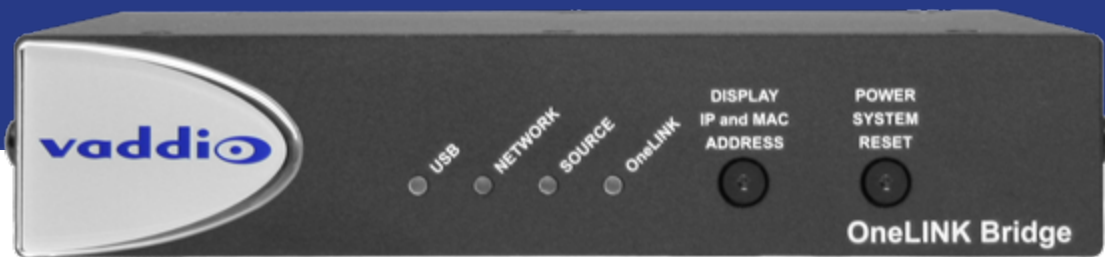 vaddio
USB
NETWORK
SOURCE
OneLINK
DISPLAY
IP and MAC
ADDRESS
POWER
SYSTEM
RESET
OneLINK Bridge